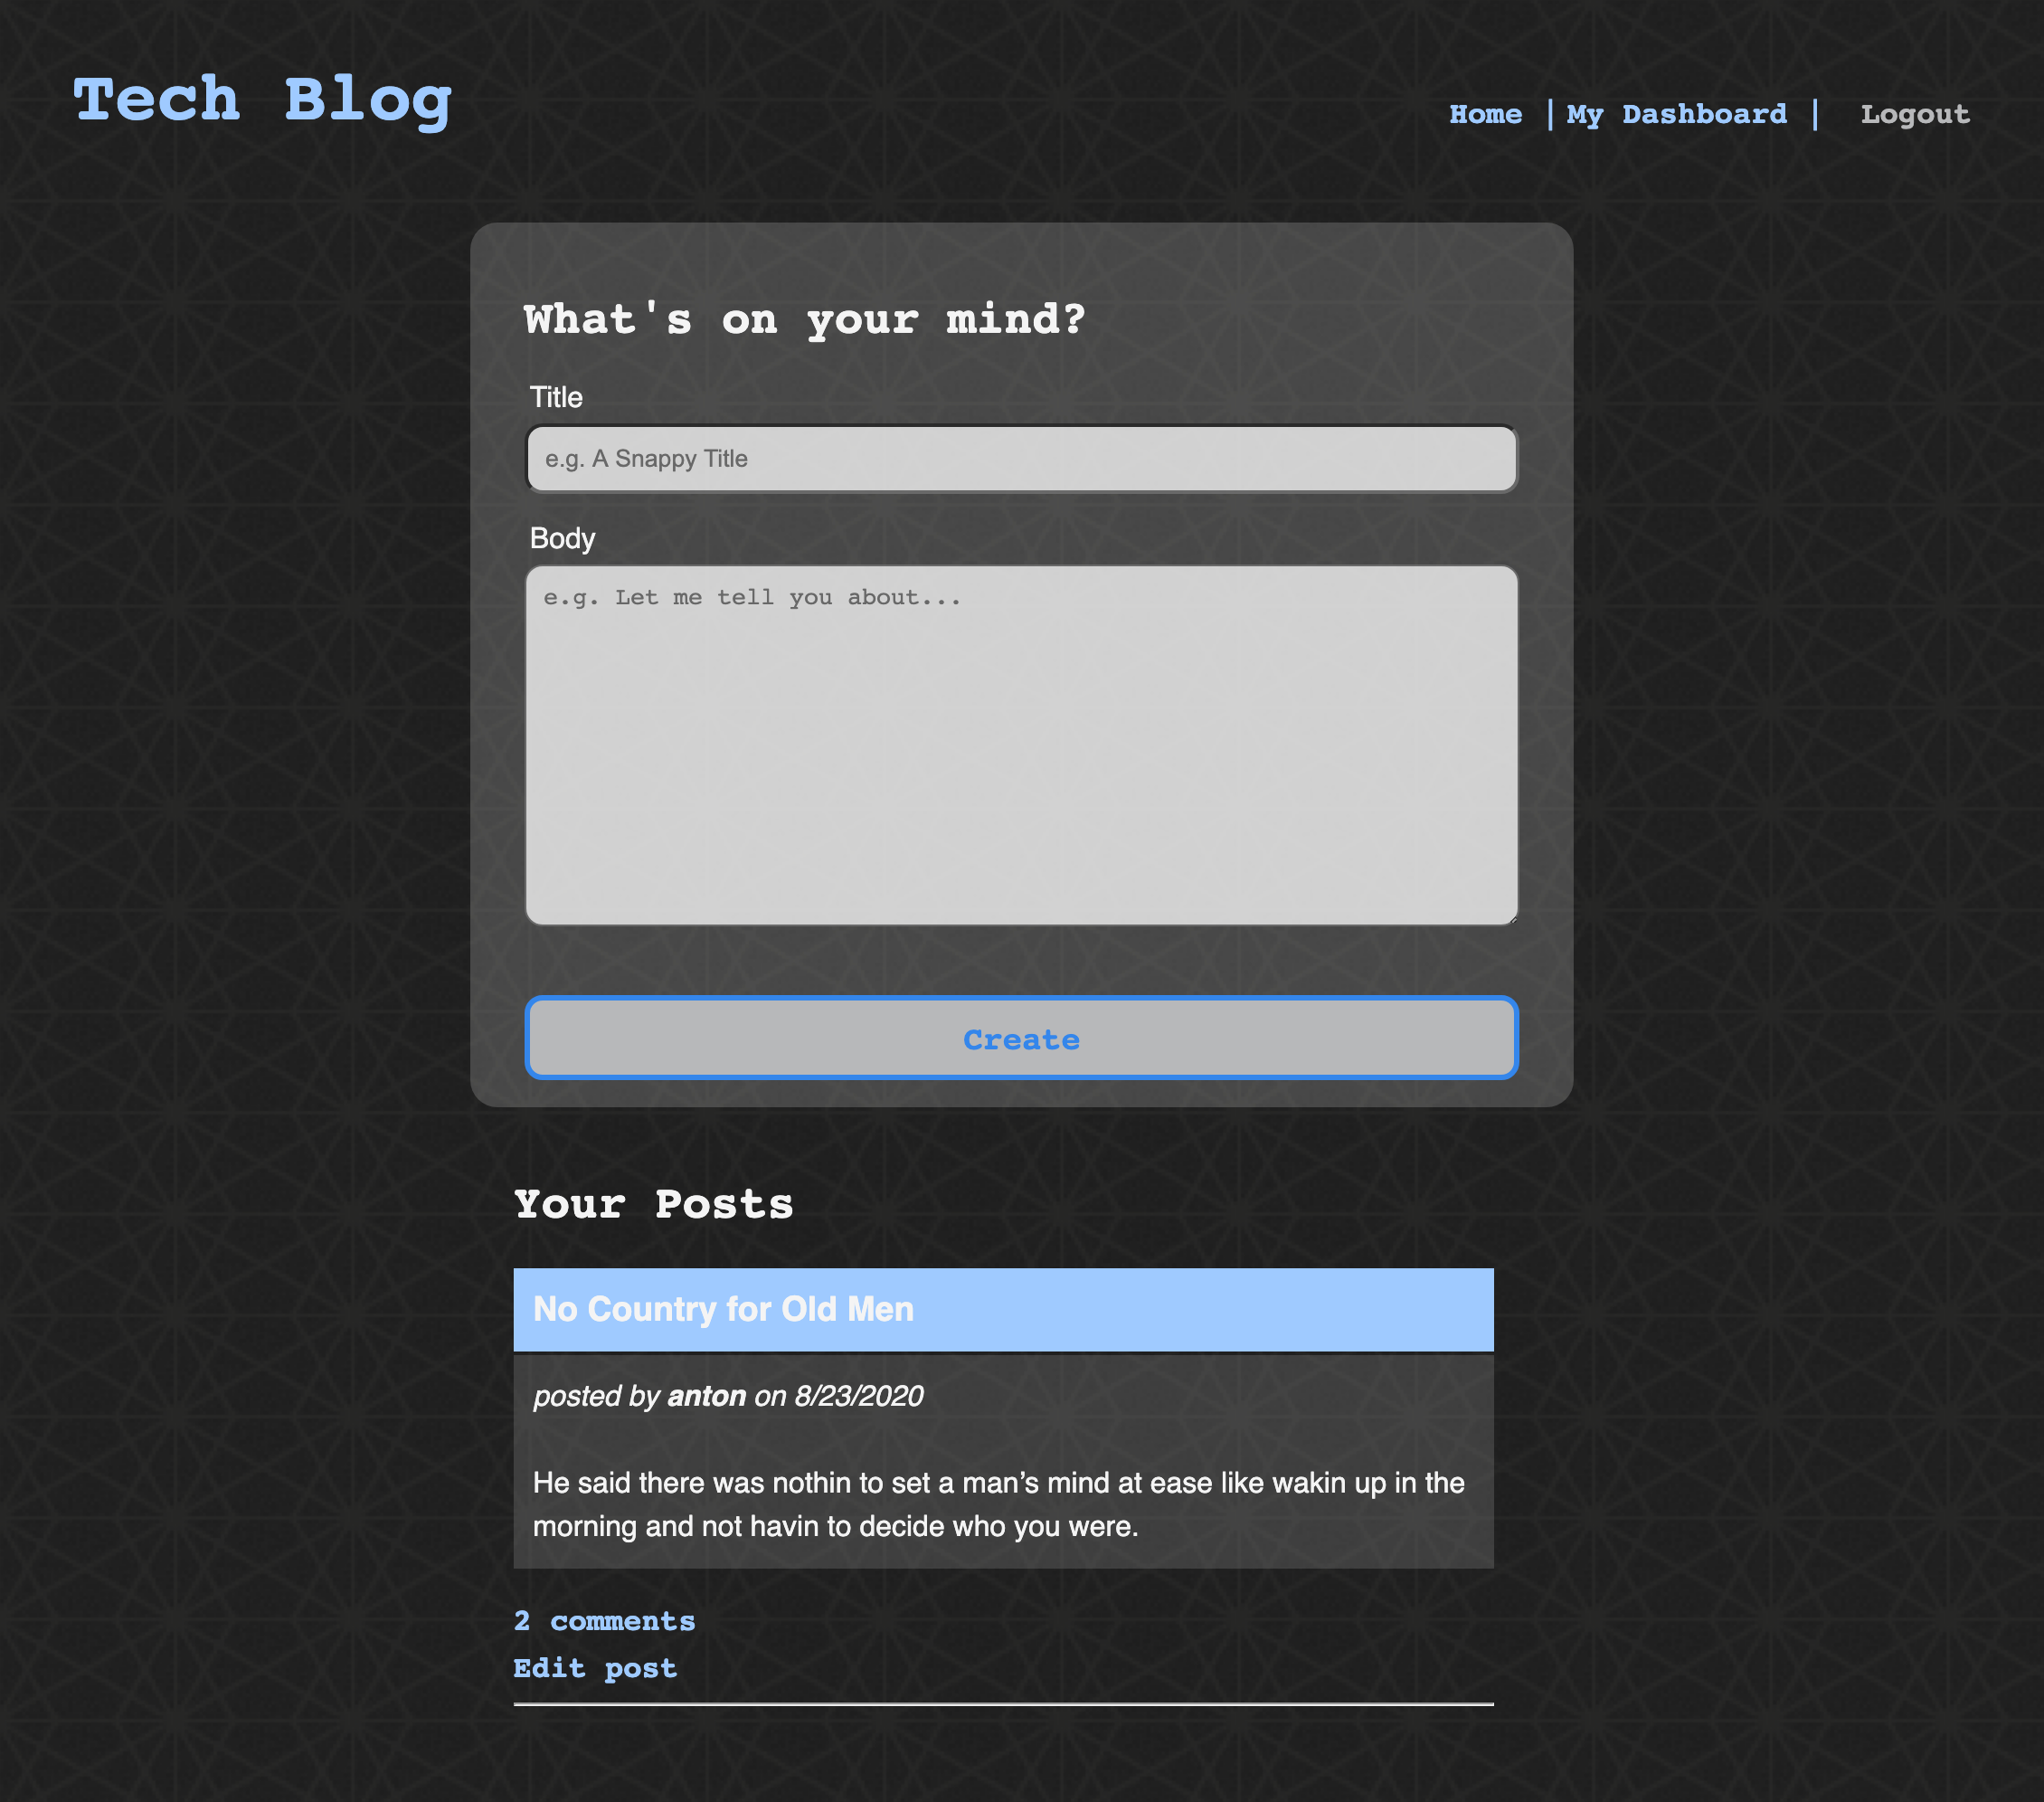 Tech Blog
Home | My Dashboard | Logout
What's on your mind?
Title
e.g. A Snappy Title
Body
e.g. Let me tell you about...
Create
Your Posts
No Country for Old Men
posted by anton on 8/23/2020
He said there was nothin to set a man’s mind at ease like wakin up in the
morning and not havin to decide who you were.
2 comments
Edit post